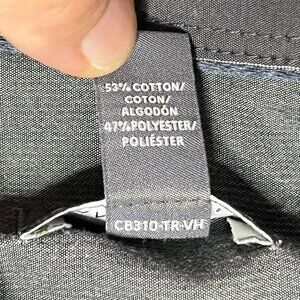 53% COTTON/
COTON/
ALGODÓN
47% POLYESTER/
POLIÉSTER
CB310-TR-VH